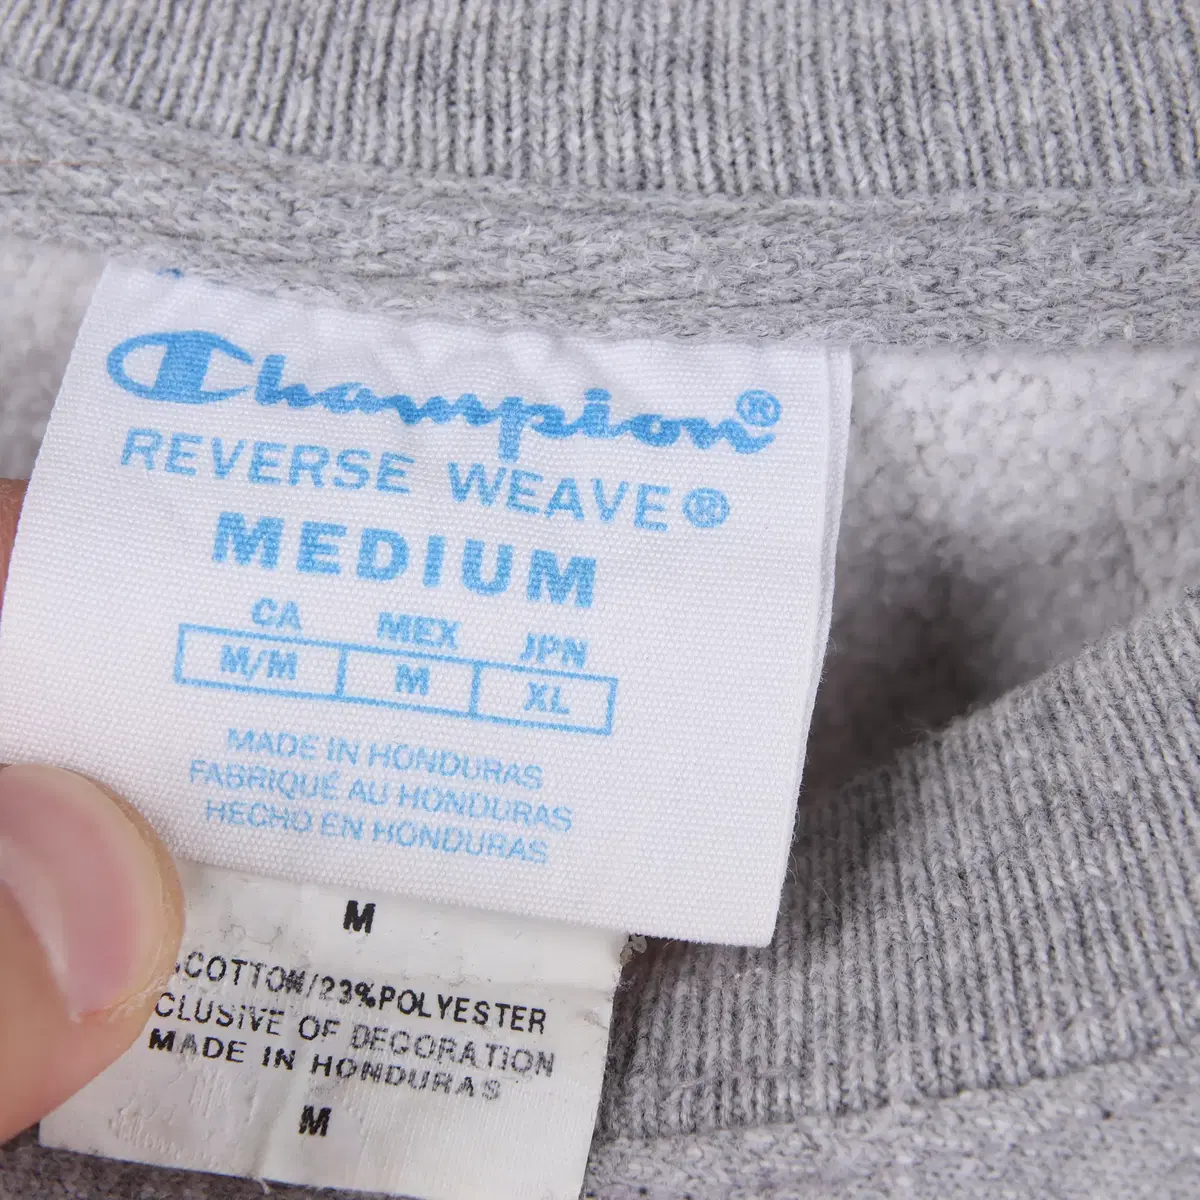 Champion®
REVERSE WEAVE®
MEDIUM
CA MEX JPN
M/M M XL
MADE IN HONDURAS
FABRIQUÉ AU HONDURAS
HECHO EN HONDURAS
M
COTTON/23%POLYESTER
CLUSIVE OF DECORATION
MADE IN HONDURAS
M